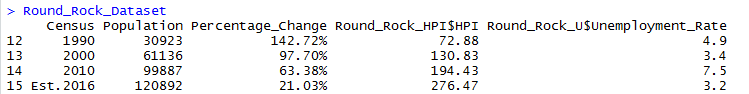 > Round_Rock_Dataset
Census Population Percentage_Change Round_Rock_HPI$HPI Round_Rock_U$Unemployment_Rate
12 1990 30923 142.72% 72.88 4.9
13 2000 61136 97.70% 130.83 3.4
14 2010 99887 63.38% 194.43 7.5
15 Est.2016 120892 21.03% 276.47 3.2